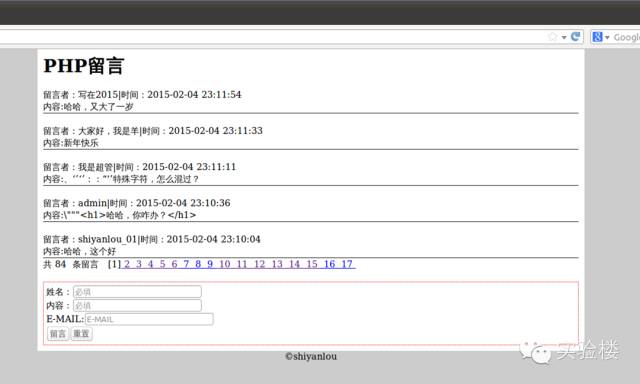 Google
PHP留言
留言者：写在2015|时间：2015-02-04 23:11:54
内容:哈哈，又大了一岁
留言者：大家好，我是羊|时间：2015-02-04 23:11:33
内容:新年快乐
留言者：我是超管|时间：2015-02-04 23:11:11
内容:、‘’“‘：：“‘’特殊字符，怎么混过？
留言者：admin|时间：2015-02-04 23:10:36
内容:\"""<h1>哈哈，你咋办？</h1>
留言者：shiyanlou_01|时间：2015-02-04 23:10:04
内容:哈哈，这个好
共 84 条留言 [1] 2 3 4 5 6 7 8 9 10 11 12 13 14 15 16 17
姓名：必填
内容：必填
E-MAIL:E-MAIL
留言 重置
©shiyanlou
实验楼